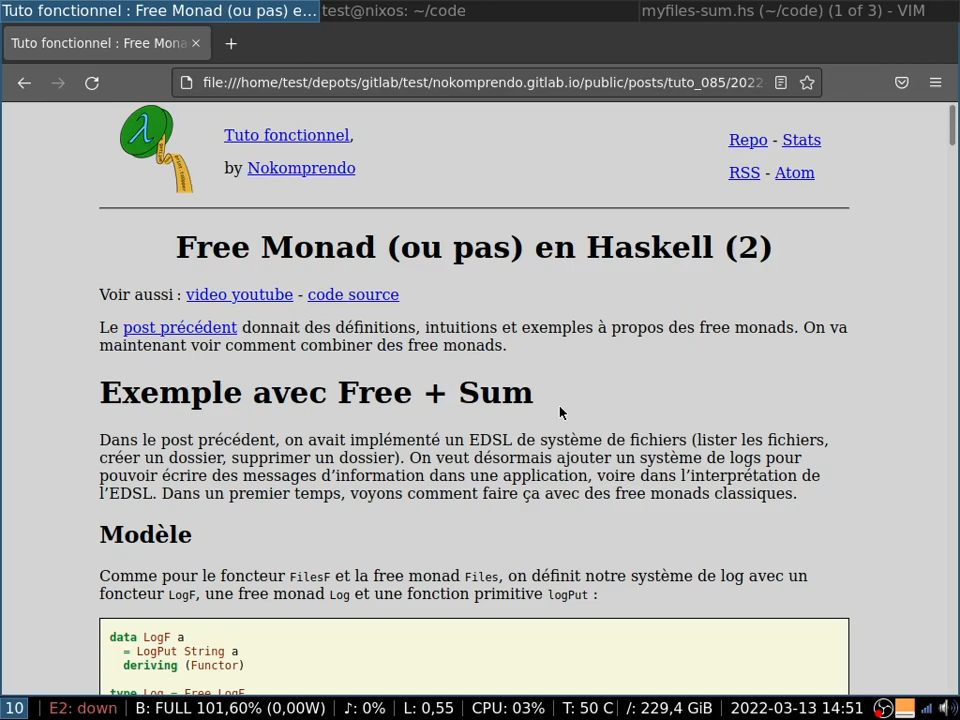 Tuto fonctionnel : Free Monad (ou pas) e... test@nixos: ~/code myfiles-sum.hs (~/code) (1 of 3) - VIM
Tuto fonctionnel : Free Mona
file:///home/test/depots/gitlab/test/nokomprendo.gitlab.io/public/posts/tuto_085/2022
λ
Tuto fonctionnel, Repo - Stats
by Nokomprendo RSS - Atom
Free Monad (ou pas) en Haskell (2)
Voir aussi : video youtube - code source
Le post précédent donnait des définitions, intuitions et exemples à propos des free monads. On va
maintenant voir comment combiner des free monads.
Exemple avec Free + Sum
Dans le post précédent, on avait implémenté un EDSL de système de fichiers (lister les fichiers,
créer un dossier, supprimer un dossier). On veut désormais ajouter un système de logs pour
pouvoir écrire des messages d’information dans une application, voire dans l’interprétation de
l’EDSL. Dans un premier temps, voyons comment faire ça avec des free monads classiques.
Modèle
Comme pour le foncteur FilesF et la free monad Files, on définit notre système de log avec un
foncteur LogF, une free monad Log et une fonction primitive logPut :
data LogF a
= LogPut String a
deriving (Functor)
type Log = Free LogF
10 E2: down | B: FULL 101,60% (0,00W) | ♪: 0% | L: 0,55 | CPU: 03% | T: 50 C | /: 229,4 GiB | 2022-03-13 14:51